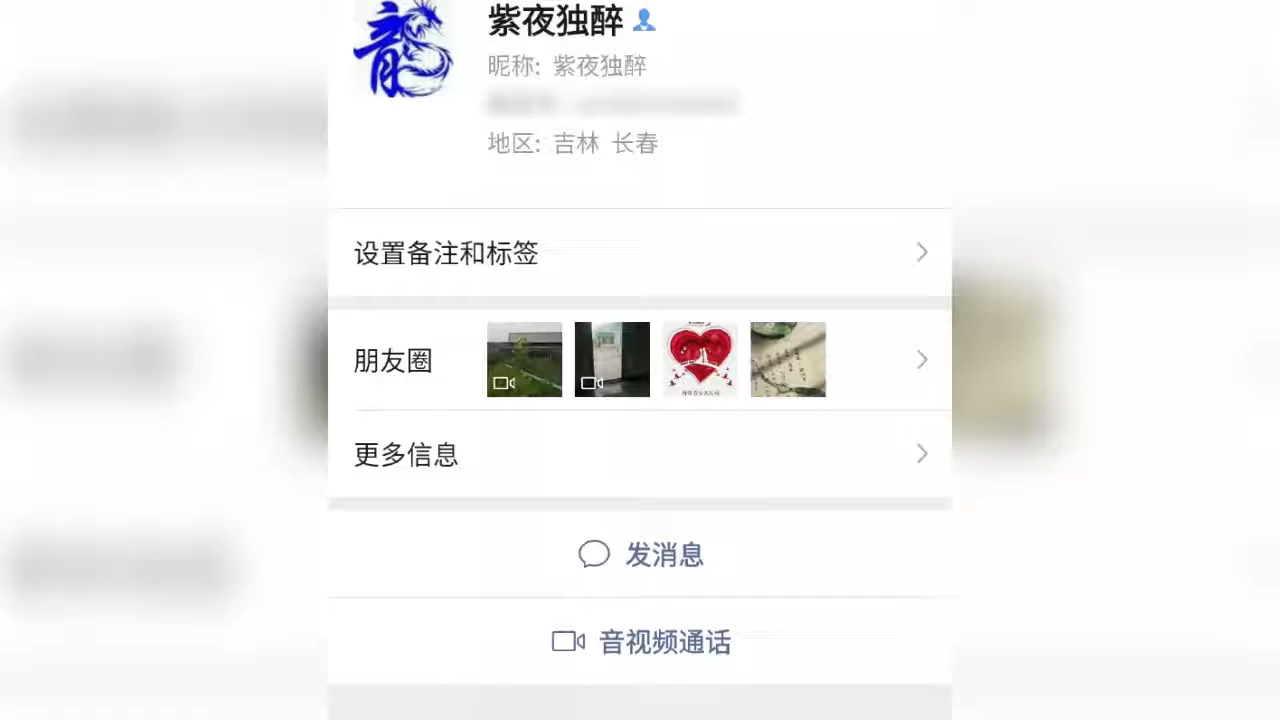 龍
紫夜独醉
昵称: 紫夜独醉
地区: 吉林 长春
设置备注和标签
朋友圈
更多信息
发消息
音视频通话